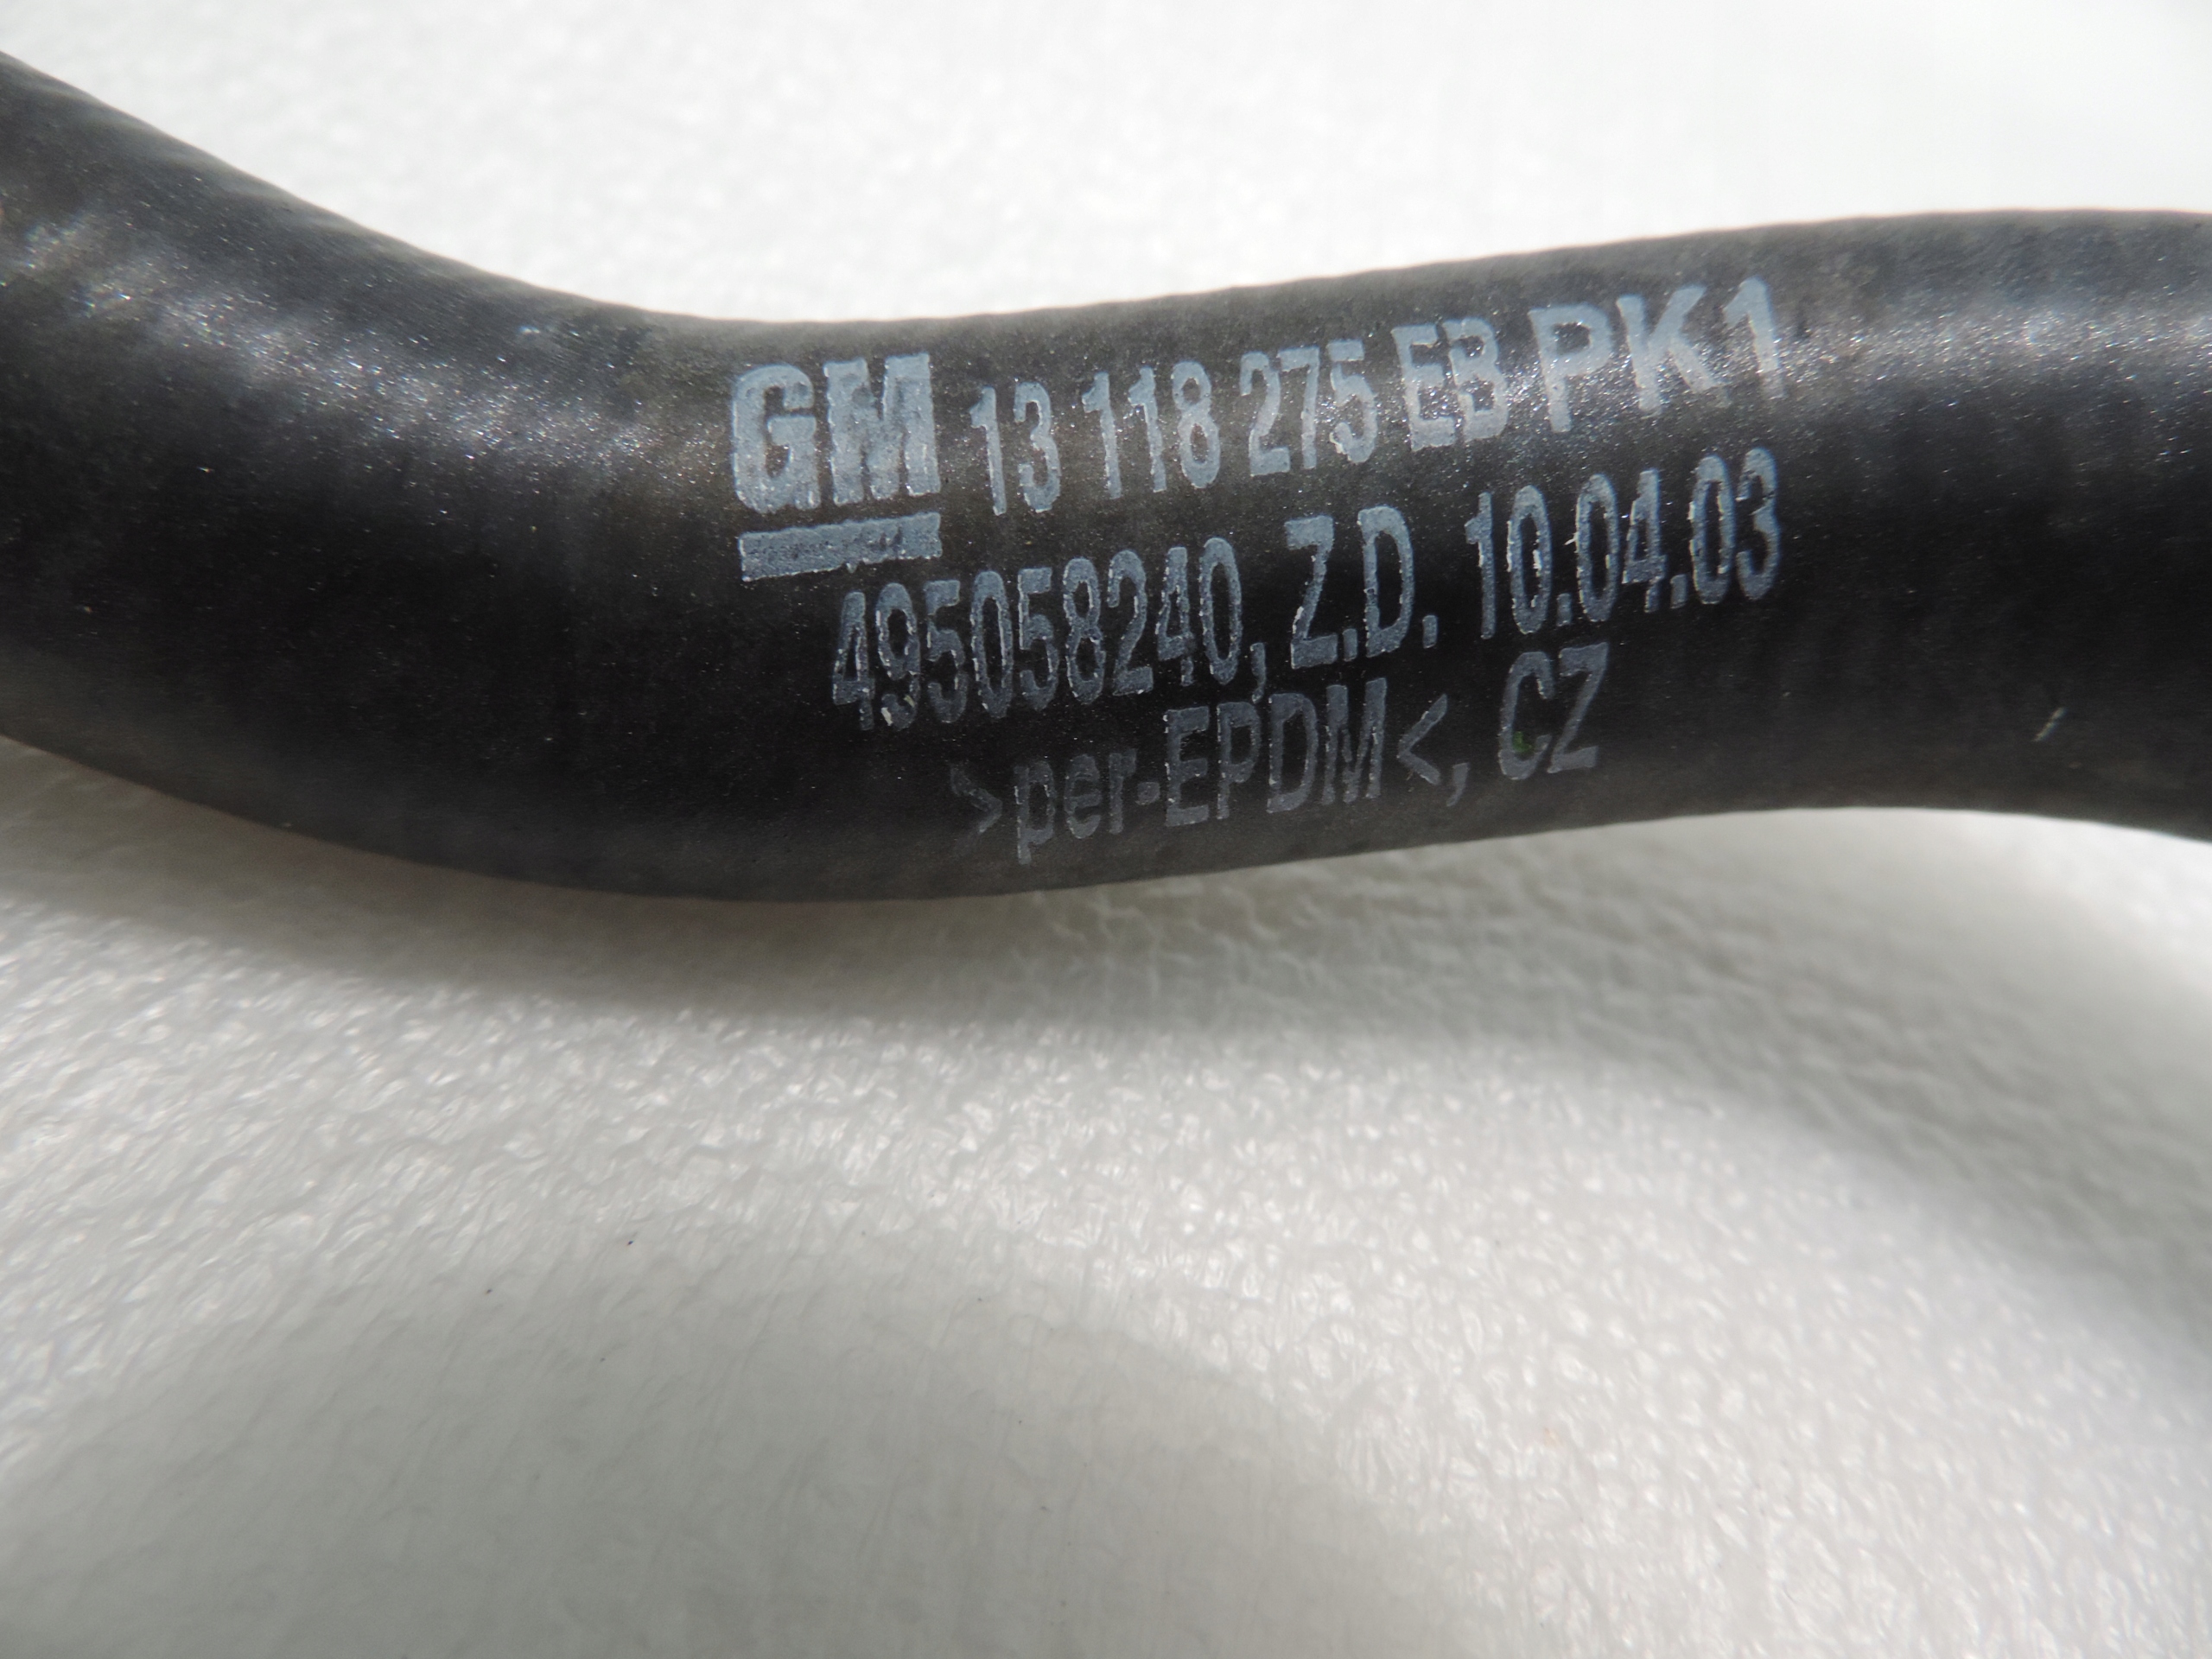 GM 13 118 275 EB PK1
495058240, Z.D. 10.04.03
>per-EPDM<, CZ